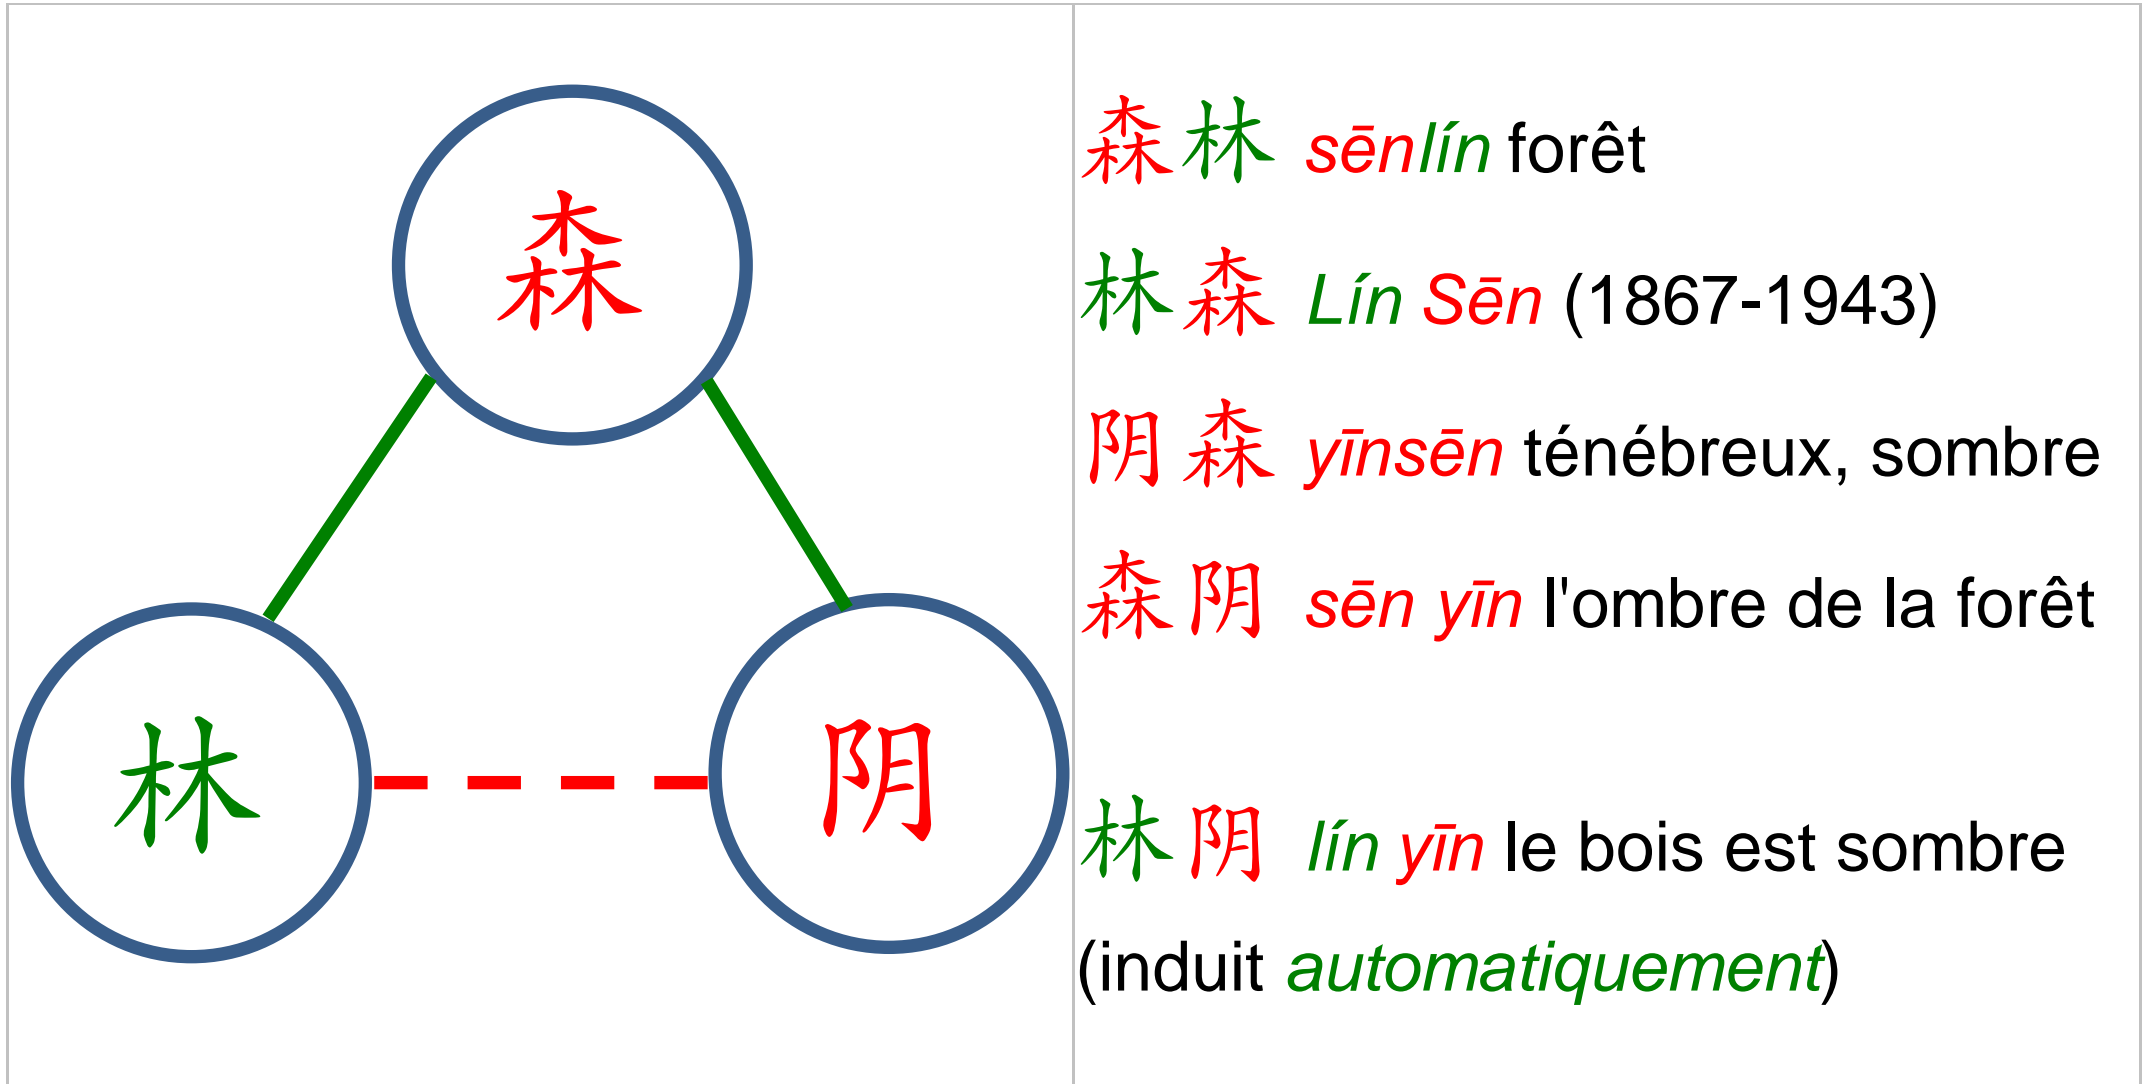 森
林
阴
森林 sēnlín forêt
林森 Lín Sēn (1867-1943)
阴森 yīnsēn ténébreux, sombre
森阴 sēn yīn l'ombre de la forêt
林阴 lín yīn le bois est sombre
(induit automatiquement)